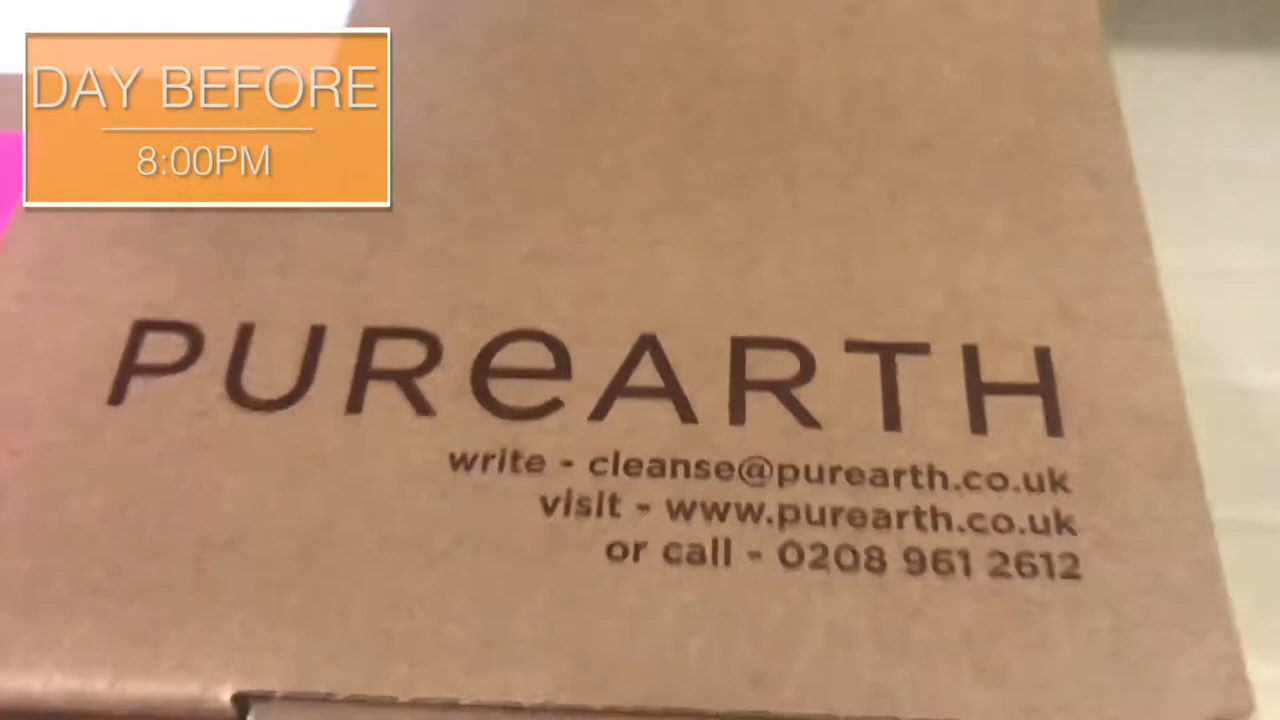 DAY BEFORE
8:00PM
PUReARTH
write - cleanse@purearth.co.uk
visit - www.purearth.co.uk
or call - 0208 961 2612